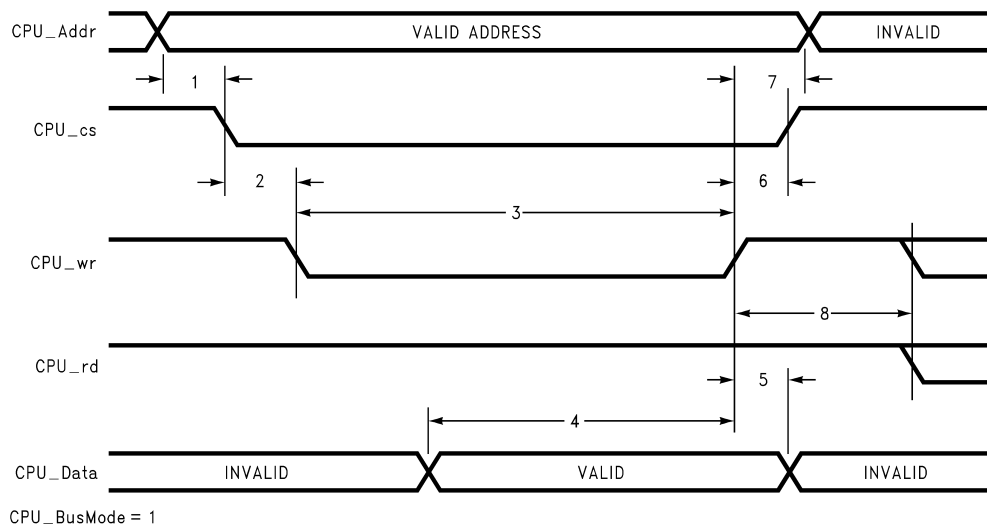 CPU_Addr VALID ADDRESS INVALID
1 7
CPU_cs
2 6
3
CPU_wr
8
CPU_rd
5
4
CPU_Data INVALID VALID INVALID
CPU_BusMode = 1